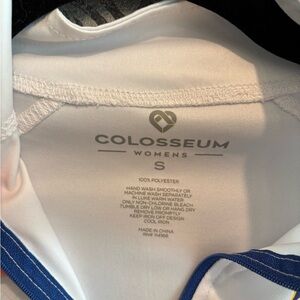 COLOSSEUM
WOMENS
S
100% POLYESTER
HAND WASH SMOOTHLY OR
MACHINE WASH SEPARATELY
IN LUKE WARM WATER
ONLY NON-CHLORINE BLEACH
TUMBLE DRY LOW OR HANG DRY
REMOVE PROMPTLY
KEEP IRON OFF DESIGN
COOL IRON
MADE IN CHINA
RN#